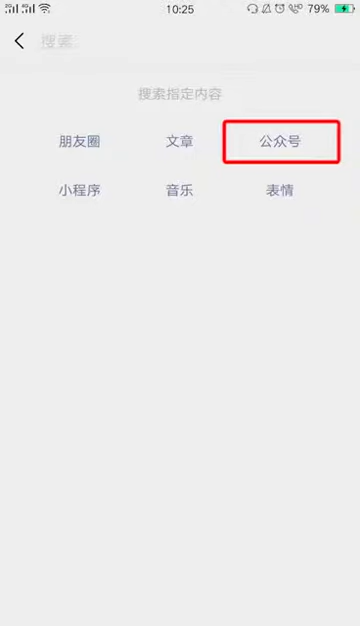 10:25
79%
搜索
搜索指定内容
朋友圈 文章 公众号
小程序 音乐 表情